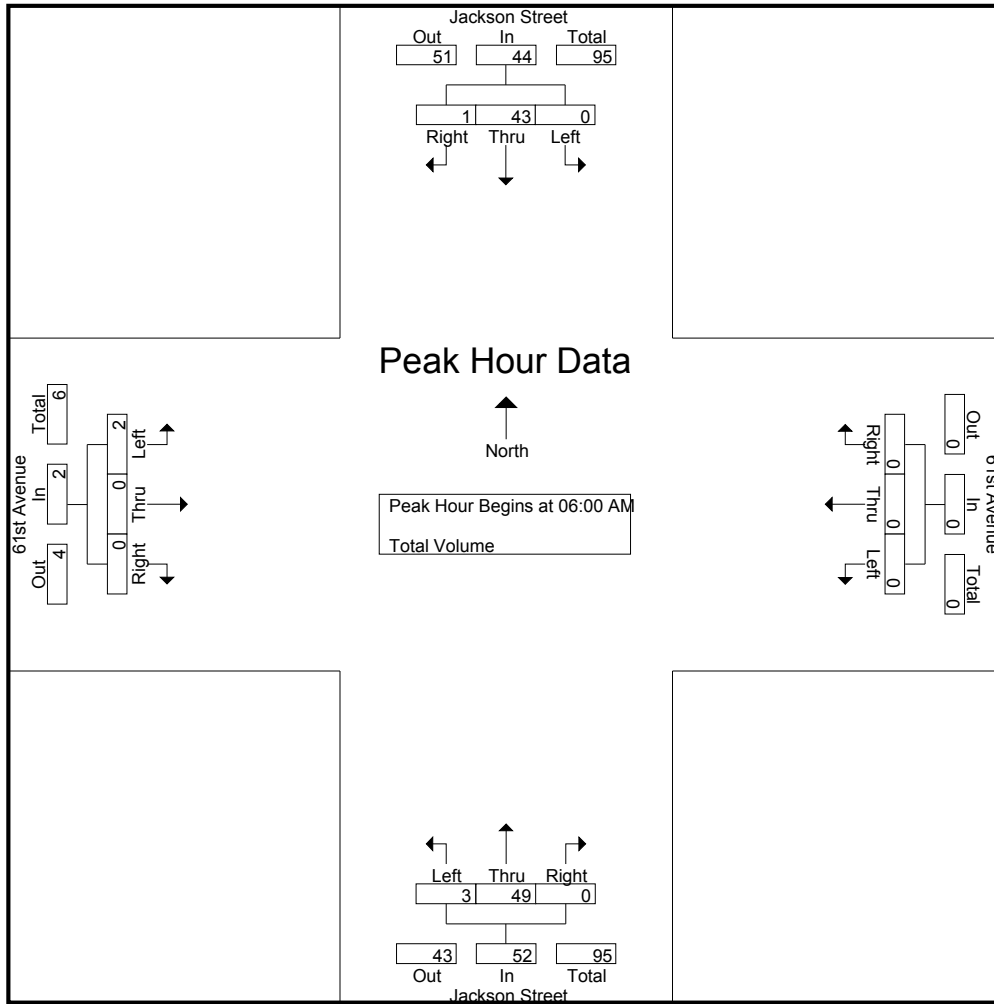 Jackson Street
Out In Total
51 44 95
1 43 0
Right Thru Left
Peak Hour Data
North
Peak Hour Begins at 06:00 AM
Total Volume
61st Avenue
Out In Total
4 2 6
2 0 0
Left Thru Right
61st Avenue
Out In Total
0 0 0
0 0 0
Right Thru Left
Left Thru Right
3 49 0
43 52 95
Out In Total
Jackson Street